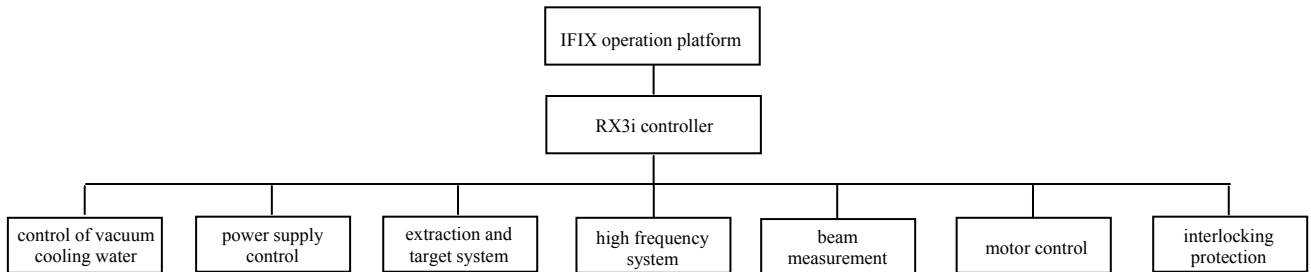 IFIX operation platform
RX3i controller
control of vacuum
cooling water
power supply
control
extraction and
target system
high frequency
system
beam
measurement
motor control
interlocking
protection